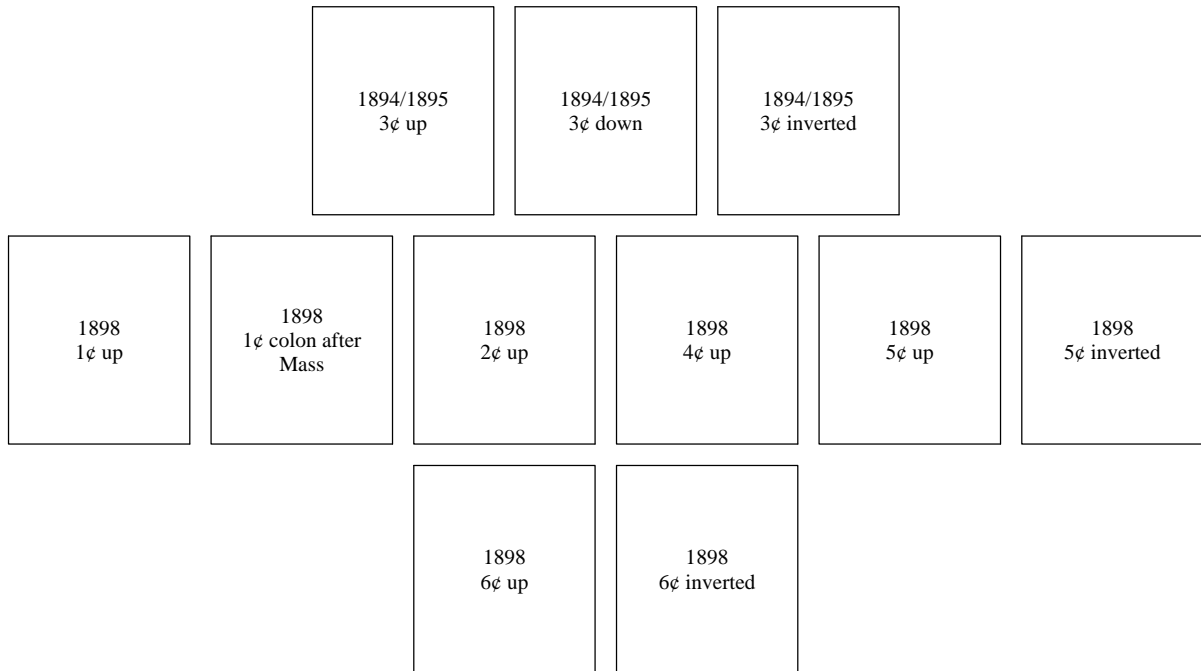 1894/1895
3¢ up
1894/1895
3¢ down
1894/1895
3¢ inverted
1898
1¢ up
1898
1¢ colon after
Mass
1898
2¢ up
1898
4¢ up
1898
5¢ up
1898
5¢ inverted
1898
6¢ up
1898
6¢ inverted